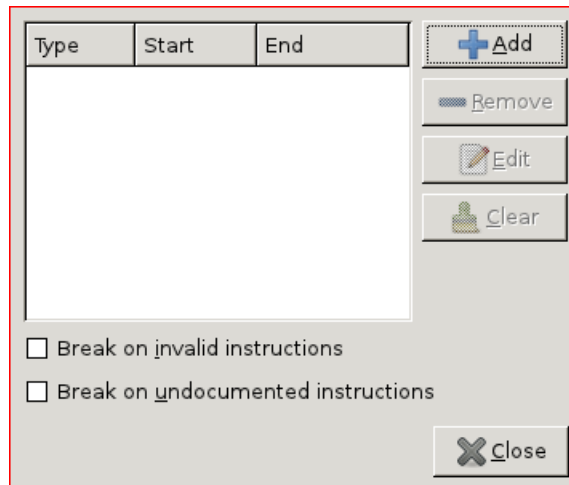 Type Start End
Add
Remove
Edit
Clear
Break on invalid instructions
Break on undocumented instructions
Close